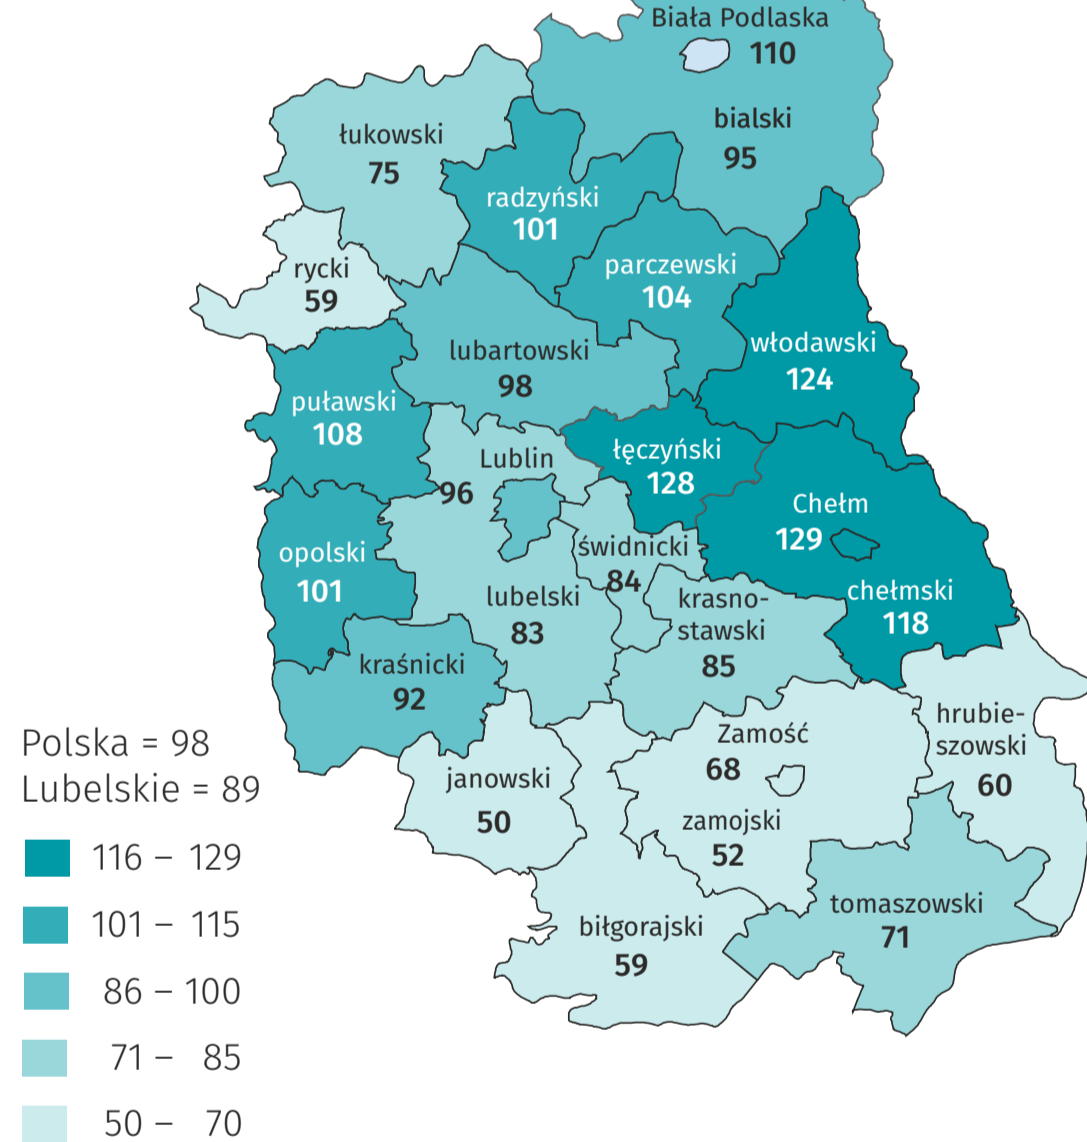 Biała Podlaska
110
bialski
95
łukowski
75
radzyński
101
parczewski
104
rycki
59
włodawski
124
lubartowski
98
puławski
108
łęczyński
128
Lublin
96
Chełm
129
świdnicki
84
opolski
101
lubelski
83
krasno-
stawski
85
chełmski
118
kraśnicki
92
hrubie-
szowski
60
Zamość
68
janowski
50
zamojski
52
tomaszowski
71
biłgorajski
59
Polska = 98
Lubelskie = 89
116 – 129
101 – 115
86 – 100
71 – 85
50 – 70